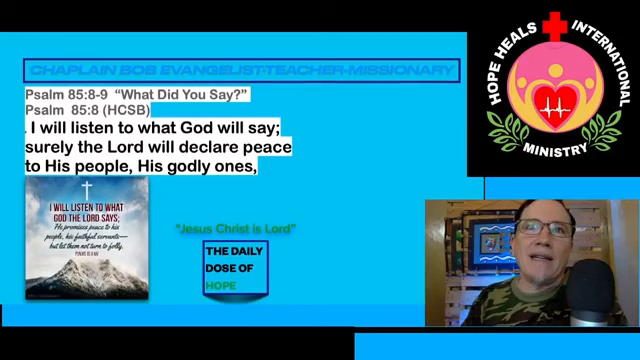 CHAPLAIN BOB EVANGELIST-TEACHER-MISSIONARY
Psalm 85:8-9 “What Did You Say?”
Psalm 85:8 (HCSB)
. I will listen to what God will say;
surely the Lord will declare peace
to His people, His godly ones,
I WILL LISTEN TO WHAT
GOD THE LORD SAYS;
He promises peace to his
people, his faithful servants—
but let them not turn to folly.
PSALMS 85:8 NIV
“Jesus Christ is Lord”
THE DAILY
DOSE OF
HOPE
HOPE HEALS INTERNATIONAL
MINISTRY